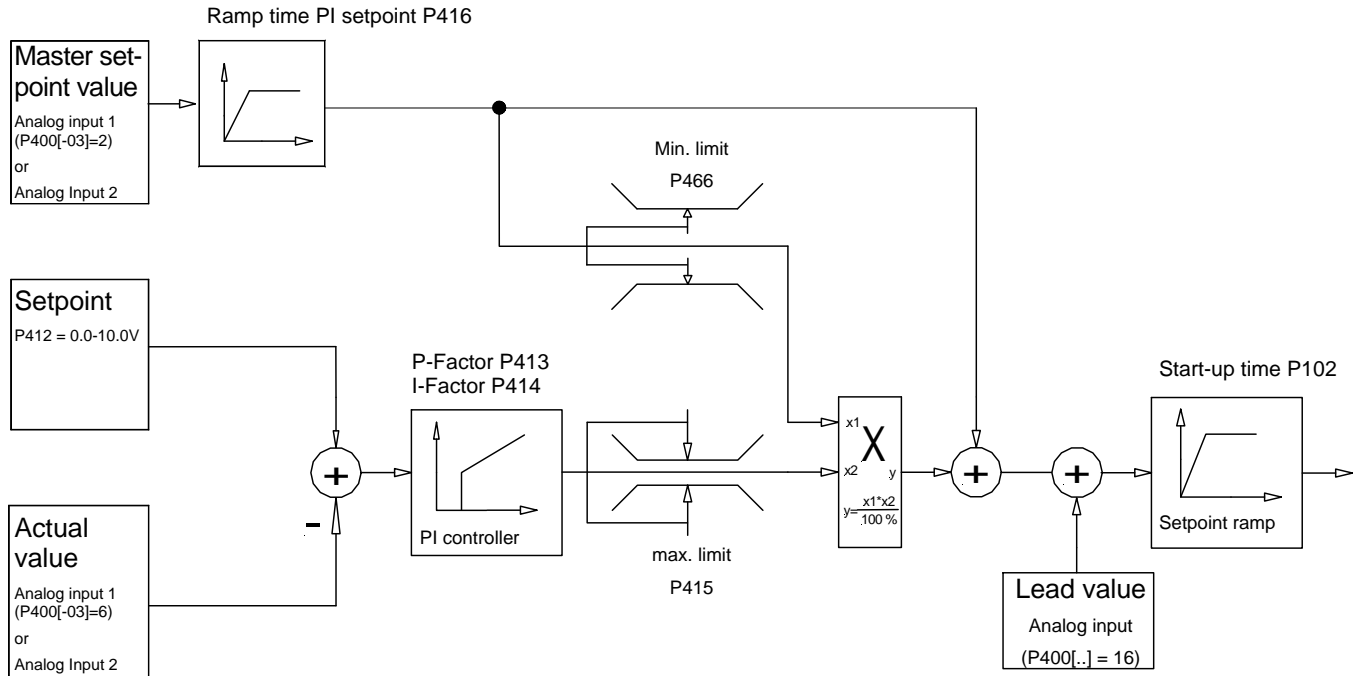 Ramp time PI setpoint P416
Master set-
point value
Analog input 1
(P400[-03]=2)
or
Analog Input 2
Min. limit
P466
Setpoint
P412 = 0.0-10.0V
P-Factor P413
I-Factor P414
+
PI controller
-
max. limit
P415
x1
X
x2
y
y=x1*x2
100 %
+
+
Start-up time P102
Setpoint ramp
Actual
value
Analog input 1
(P400[-03]=6)
or
Analog Input 2
Lead value
Analog input
(P400[..] = 16)